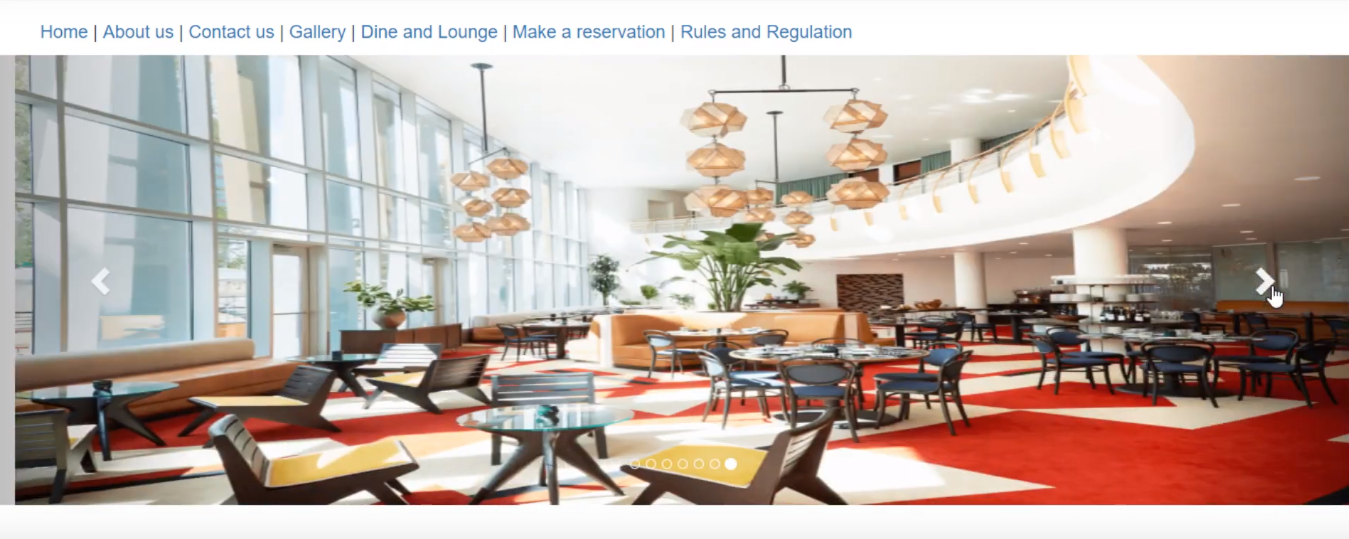 Home | About us | Contact us | Gallery | Dine and Lounge | Make a reservation | Rules and Regulation